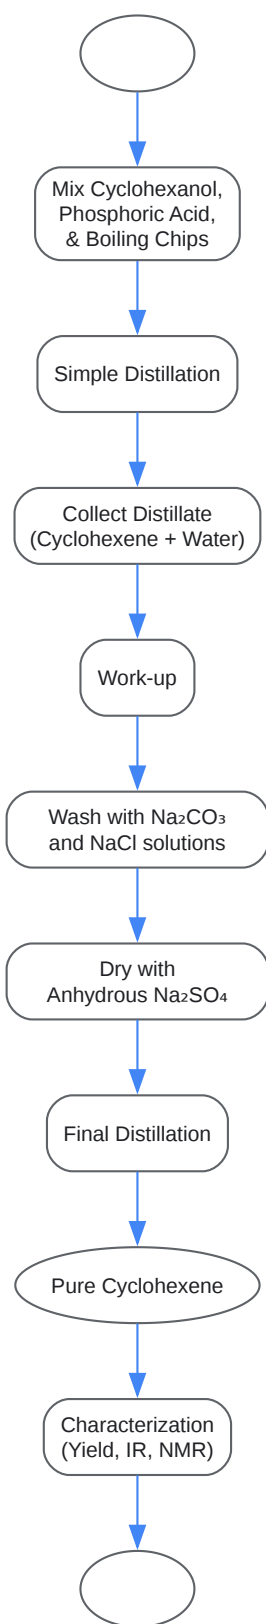 Mix Cyclohexanol,
Phosphoric Acid,
& Boiling Chips
Simple Distillation
Collect Distillate
(Cyclohexene + Water)
Work-up
Wash with Na₂CO₃
and NaCl solutions
Dry with
Anhydrous Na₂SO₄
Final Distillation
Pure Cyclohexene
Characterization
(Yield, IR, NMR)